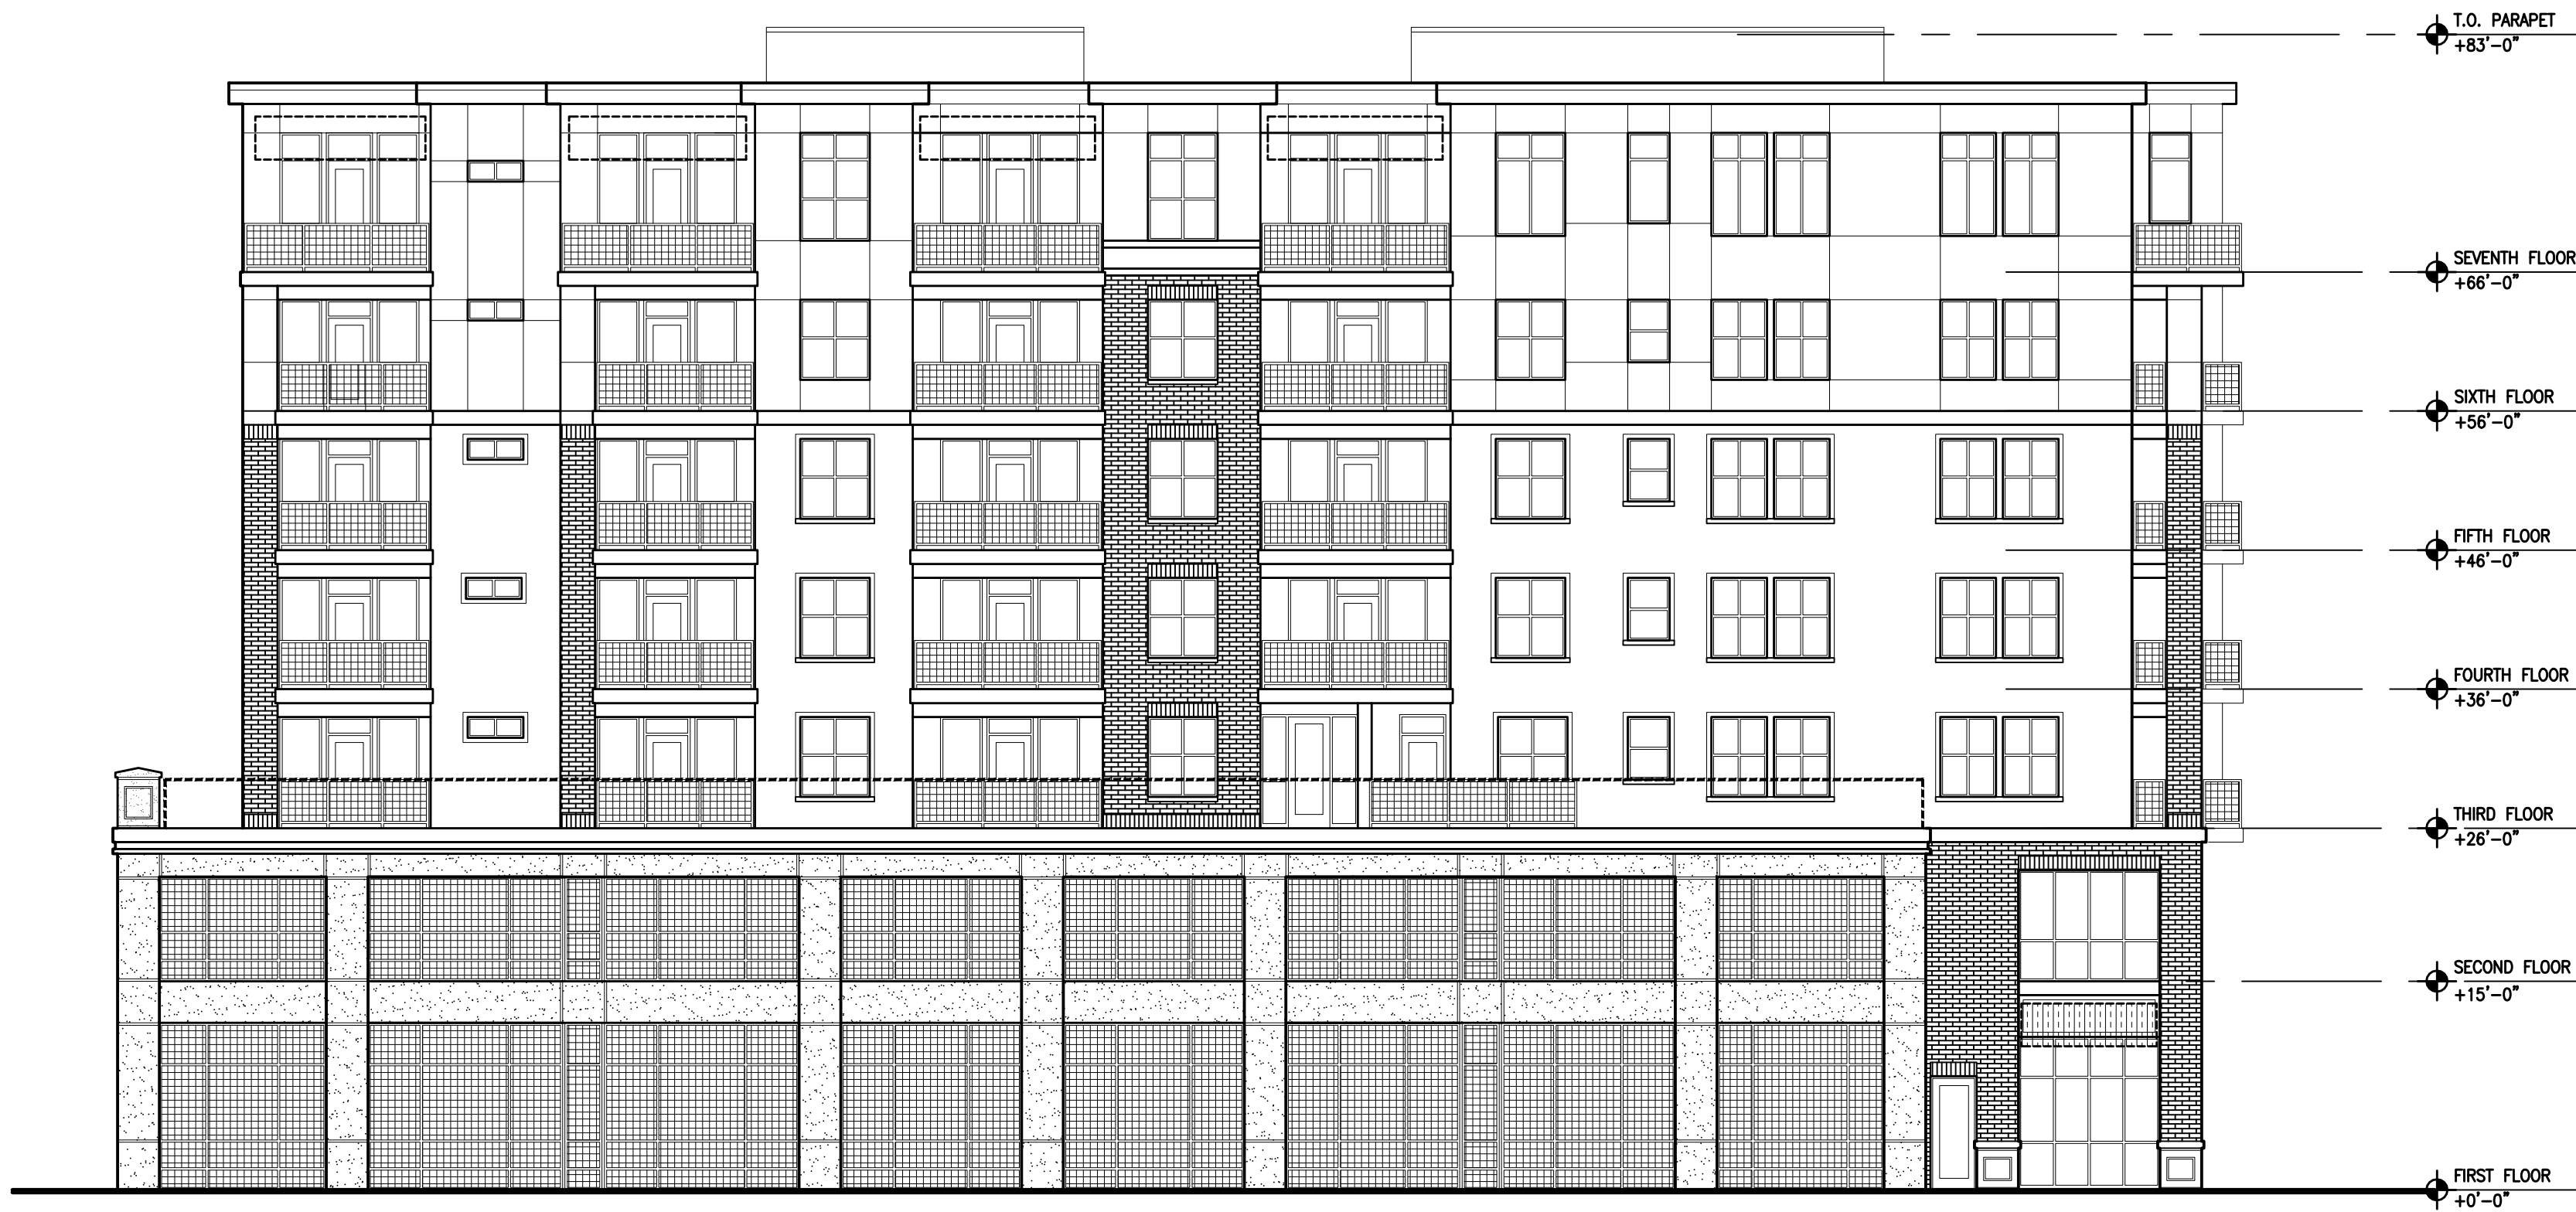 T.O. PARAPET
+83'-0"
SEVENTH FLOOR
+66'-0"
SIXTH FLOOR
+56'-0"
FIFTH FLOOR
+46'-0"
FOURTH FLOOR
+36'-0"
THIRD FLOOR
+26'-0"
SECOND FLOOR
+15'-0"
FIRST FLOOR
+0'-0"